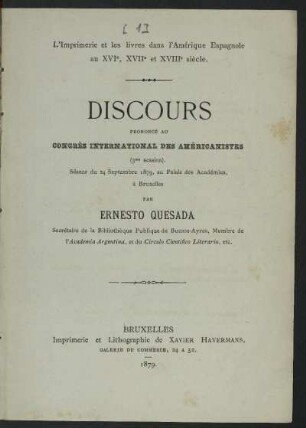 L'Imprimerie et les livres dans l'Amérique Espagnole
au XVIe, XVIIe et XVIIIe siècle.
DISCOURS
PRONONCÉ AU
CONGRÈS INTERNATIONAL DES AMÉRICANISTES
(3me SESSION).
Séance du 24 Septembre 1879, au Palais des Académies,
à Bruxelles
PAR
ERNESTO QUESADA
Secrétaire de la Bibliothèque Publique de Buenos-Ayres, Membre de
l'Academia Argentina, et du Circulo Cientifico Literario, etc.
BRUXELLES
Imprimerie et Lithographie de XAVIER HAVERMANS,
GALERIE DU COMMERCE, 24 A 32.
1879.